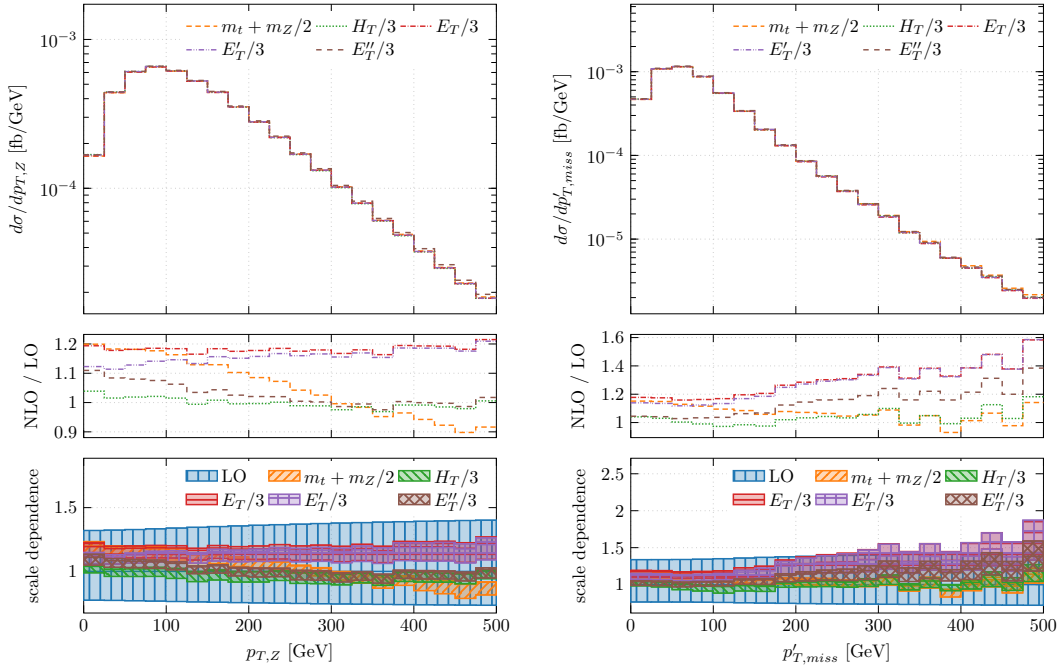 m_t + m_Z/2 H_T/3 E_T/3
E′_T/3 E″_T/3
10⁻³
10⁻⁴
dσ/dp_{T,Z} [fb/GeV]
1.2
1.1
1
0.9
NLO / LO
LO m_t + m_Z/2 H_T/3
E_T/3 E′_T/3 E″_T/3
1.5
1
scale dependence
0 100 200 300 400 500
p_{T,Z} [GeV]
m_t + m_Z/2 H_T/3 E_T/3
E′_T/3 E″_T/3
10⁻³
10⁻⁴
10⁻⁵
dσ/dp′_{T,miss} [fb/GeV]
1.6
1.4
1.2
1
NLO / LO
LO m_t + m_Z/2 H_T/3
E_T/3 E′_T/3 E″_T/3
2.5
2
1.5
1
scale dependence
0 100 200 300 400 500
p′_{T,miss} [GeV]